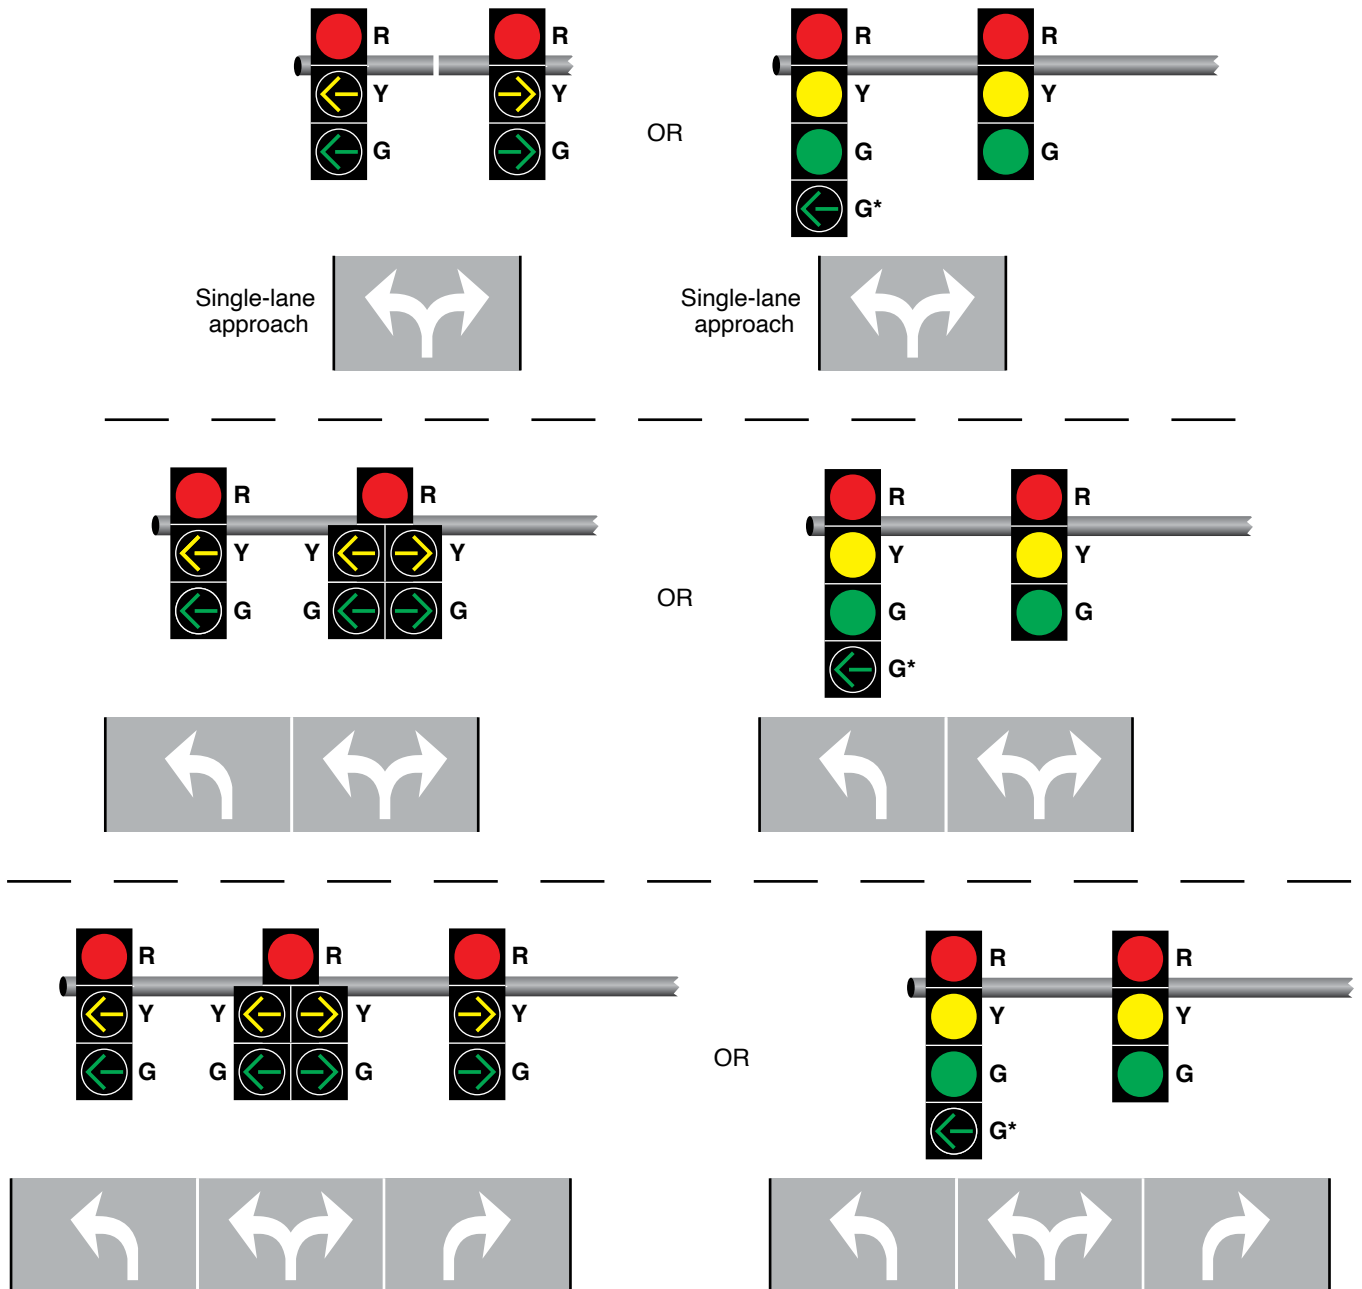 R R R R
Y Y Y Y
OR
G G G G
G*
Single-lane
approach
Single-lane
approach
R R R R
Y Y Y Y Y
OR
G G G G G
G*
R R R R R
Y Y Y Y Y Y
OR
G G G G G G
G*